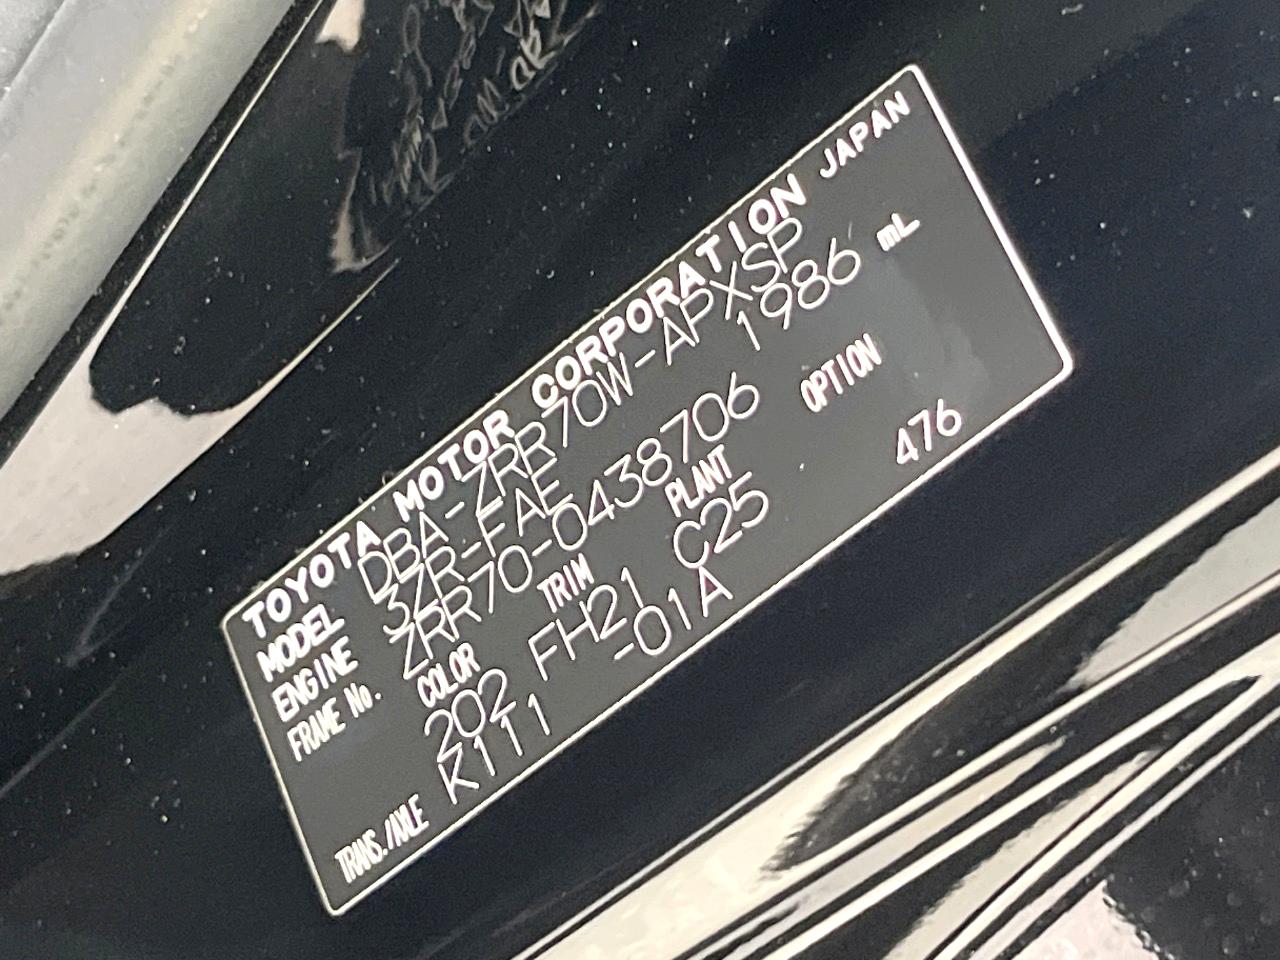 TOYOTA MOTOR CORPORATION JAPAN
MODEL DBA-ZRR70W-APXSP
ENGINE 3ZR-FAE 1986 mL
FRAME No. ZRR70-0438706
COLOR TRIM PLANT OPTION
202 FH21 C25 476
TRANS./AXLE K111 -01A